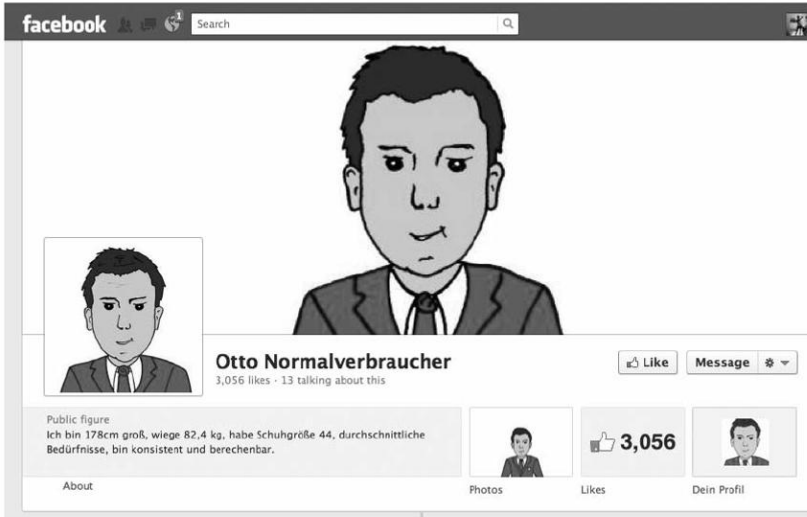 facebook
1
Search
Otto Normalverbraucher
3,056 likes · 13 talking about this
Like
Message
Public figure
Ich bin 178cm groß, wiege 82,4 kg, habe Schuhgröße 44, durchschnittliche
Bedürfnisse, bin konsistent und berechenbar.
About
3,056
Photos
Likes
Dein Profil